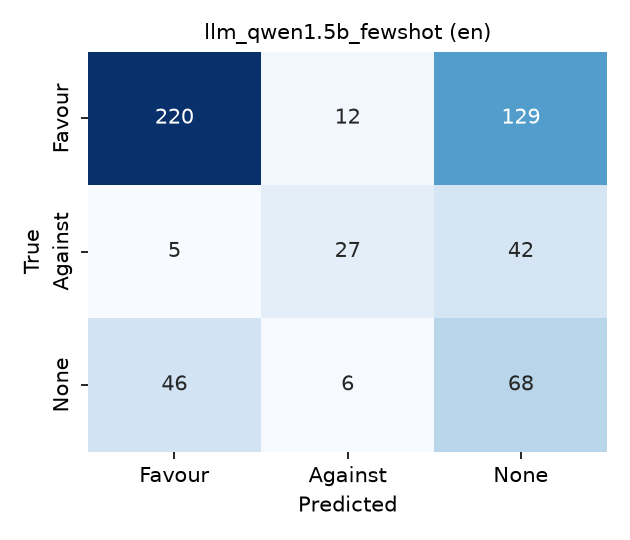 llm_qwen1.5b_fewshot (en)
Favour 220 12 129
True
Against 5 27 42
None 46 6 68
Favour Against None
Predicted